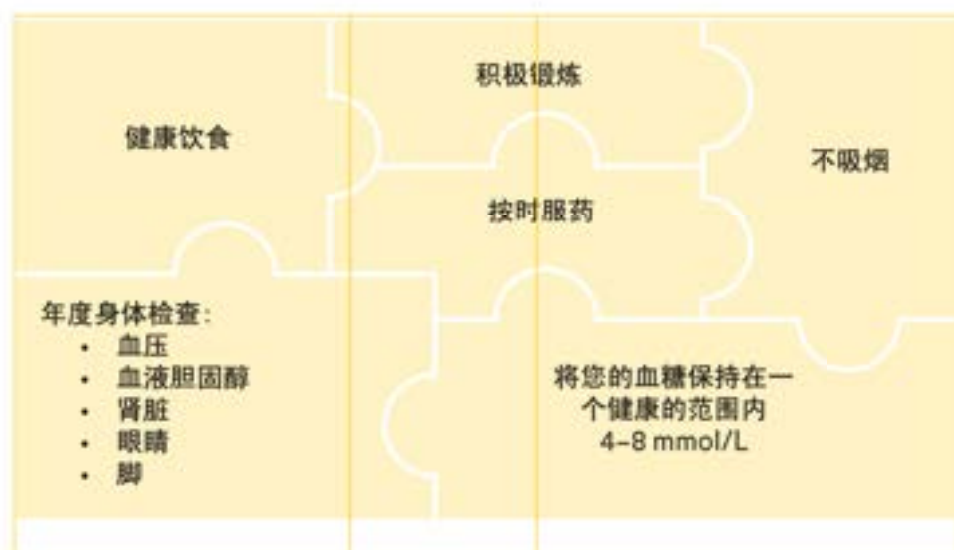 健康饮食
积极锻炼
不吸烟
按时服药
年度身体检查:
• 血压
• 血液胆固醇
• 肾脏
• 眼睛
• 脚
将您的血糖保持在一
个健康的范围内
4–8 mmol/L